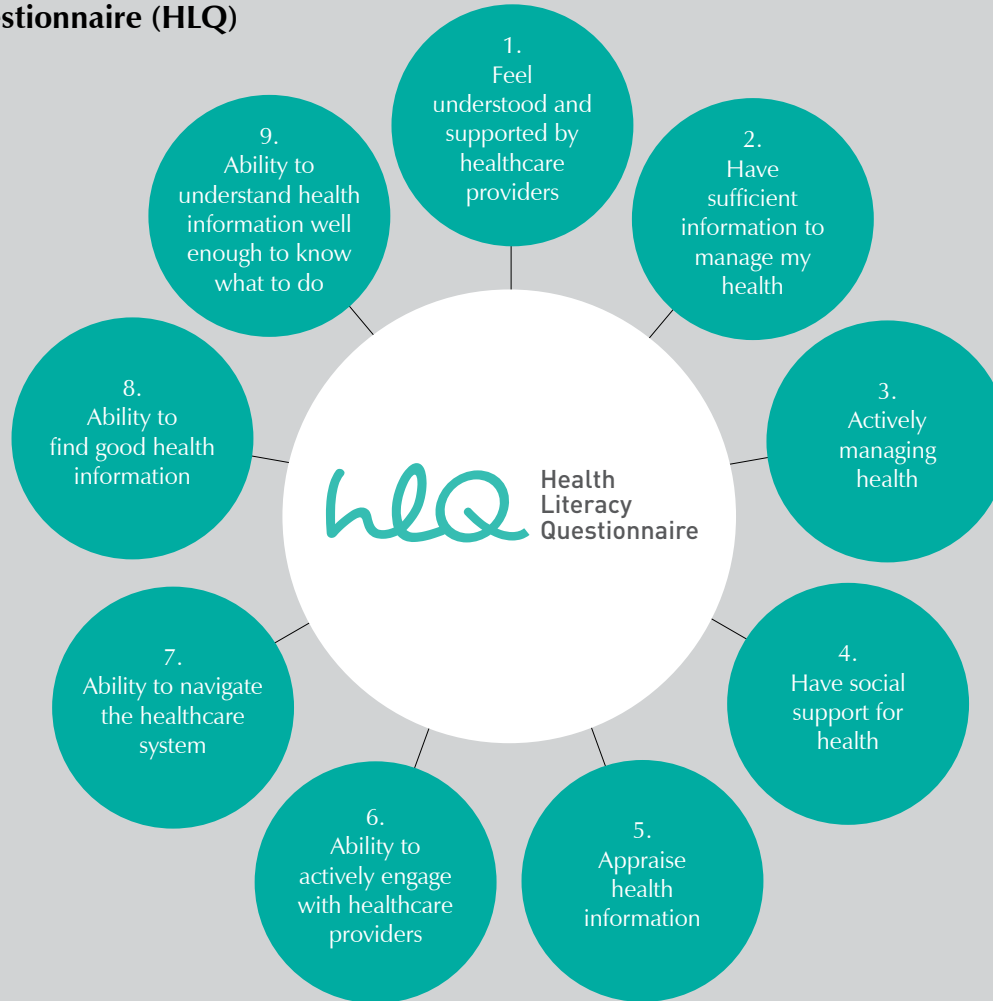 estionnaire (HLQ)
1.
Feel
understood and
supported by
healthcare
providers
2.
Have
sufficient
information to
manage my
health
3.
Actively
managing
health
4.
Have social
support for
health
5.
Appraise
health
information
6.
Ability to
actively engage
with healthcare
providers
7.
Ability to navigate
the healthcare
system
8.
Ability to
find good health
information
9.
Ability to
understand health
information well
enough to know
what to do
hlQ
Health
Literacy
Questionnaire